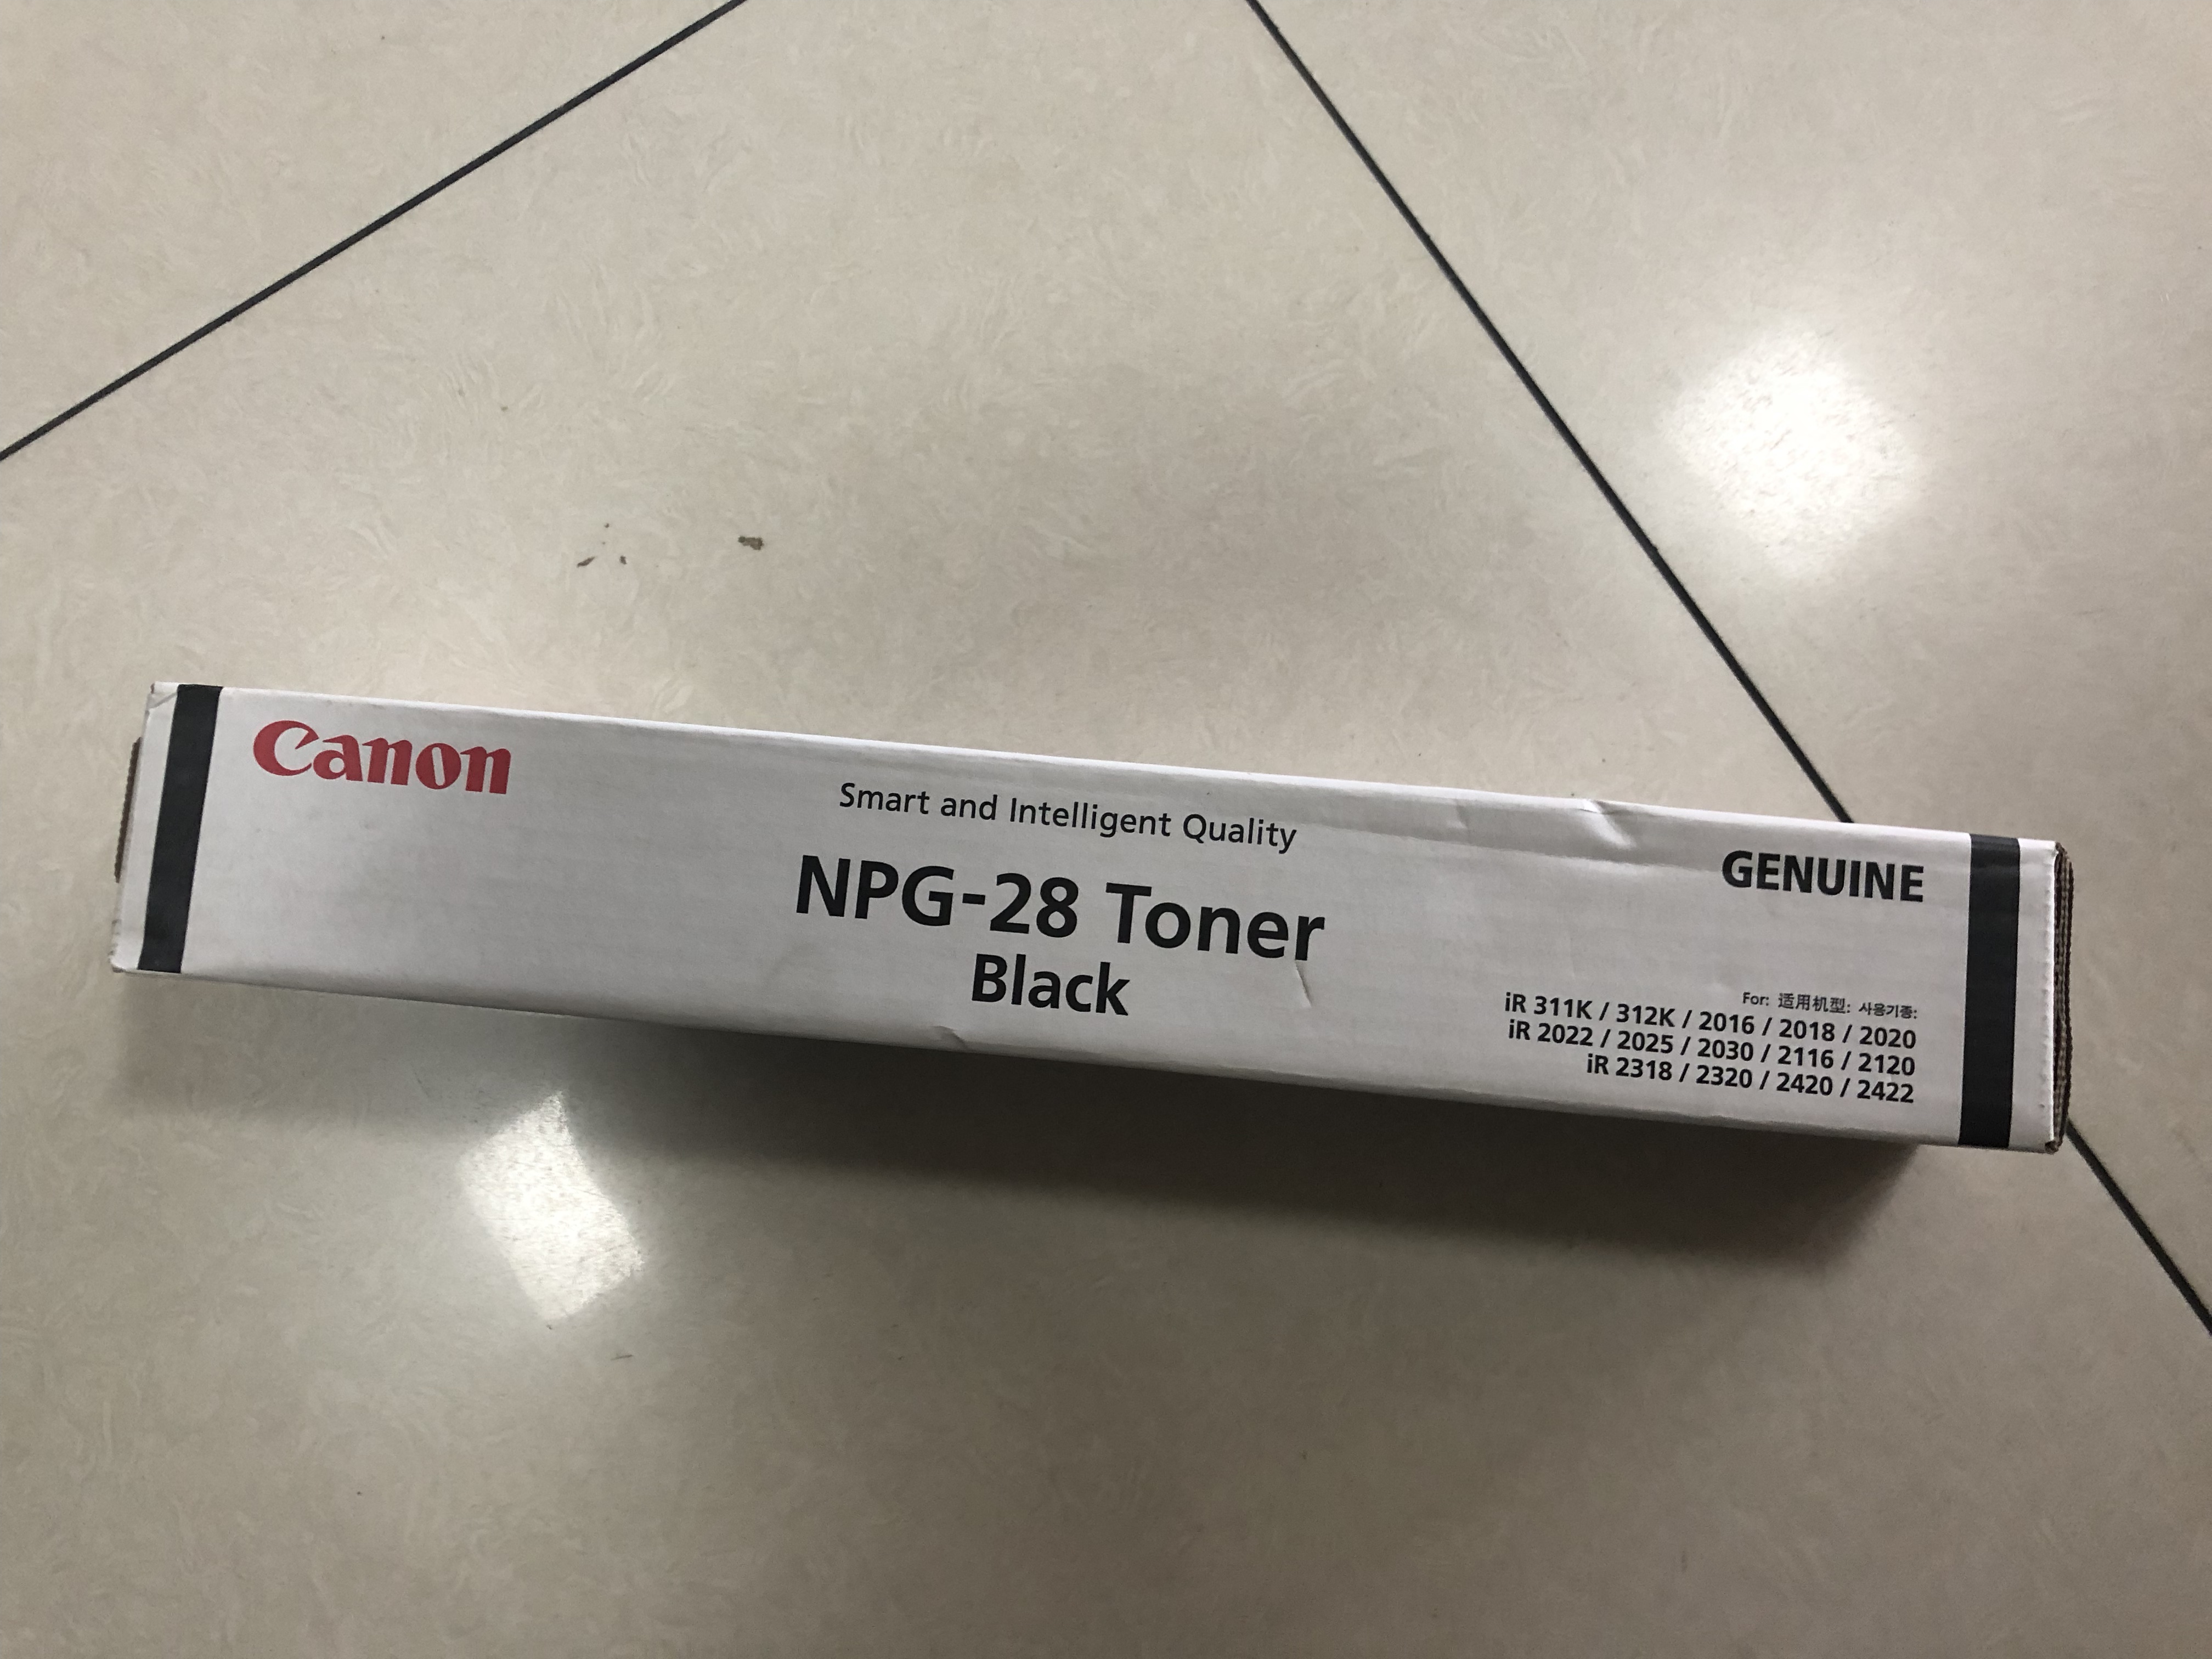 Canon
Smart and Intelligent Quality
NPG-28 Toner
Black
GENUINE
For: 适用机型: 사용기종:
iR 311K / 312K / 2016 / 2018 / 2020
iR 2022 / 2025 / 2030 / 2116 / 2120
iR 2318 / 2320 / 2420 / 2422